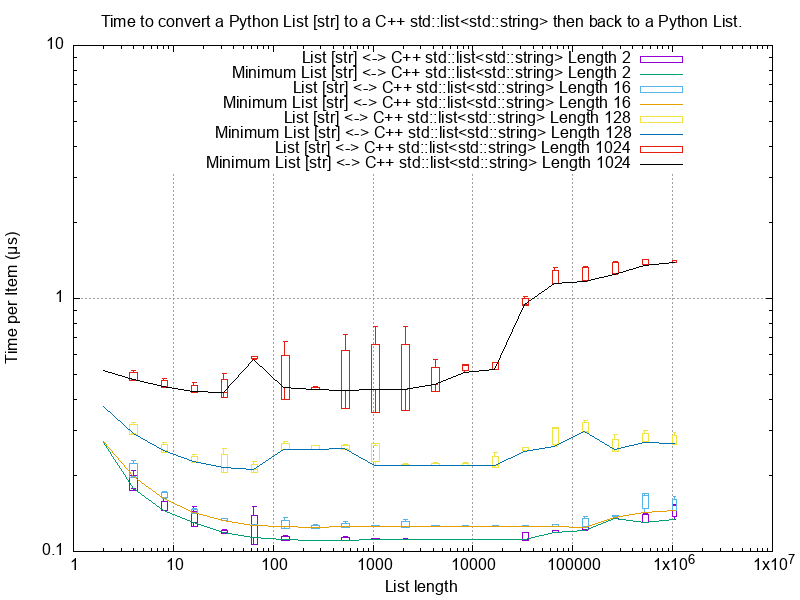 Time to convert a Python List [str] to a C++ std::list<std::string> then back to a Python List.
10
List [str] <-> C++ std::list<std::string> Length 2
Minimum List [str] <-> C++ std::list<std::string> Length 2
List [str] <-> C++ std::list<std::string> Length 16
Minimum List [str] <-> C++ std::list<std::string> Length 16
List [str] <-> C++ std::list<std::string> Length 128
Minimum List [str] <-> C++ std::list<std::string> Length 128
List [str] <-> C++ std::list<std::string> Length 1024
Minimum List [str] <-> C++ std::list<std::string> Length 1024
Time per Item (µs)
1
0.1
1 10 100 1000 10000 100000 1x10^6 1x10^7
List length